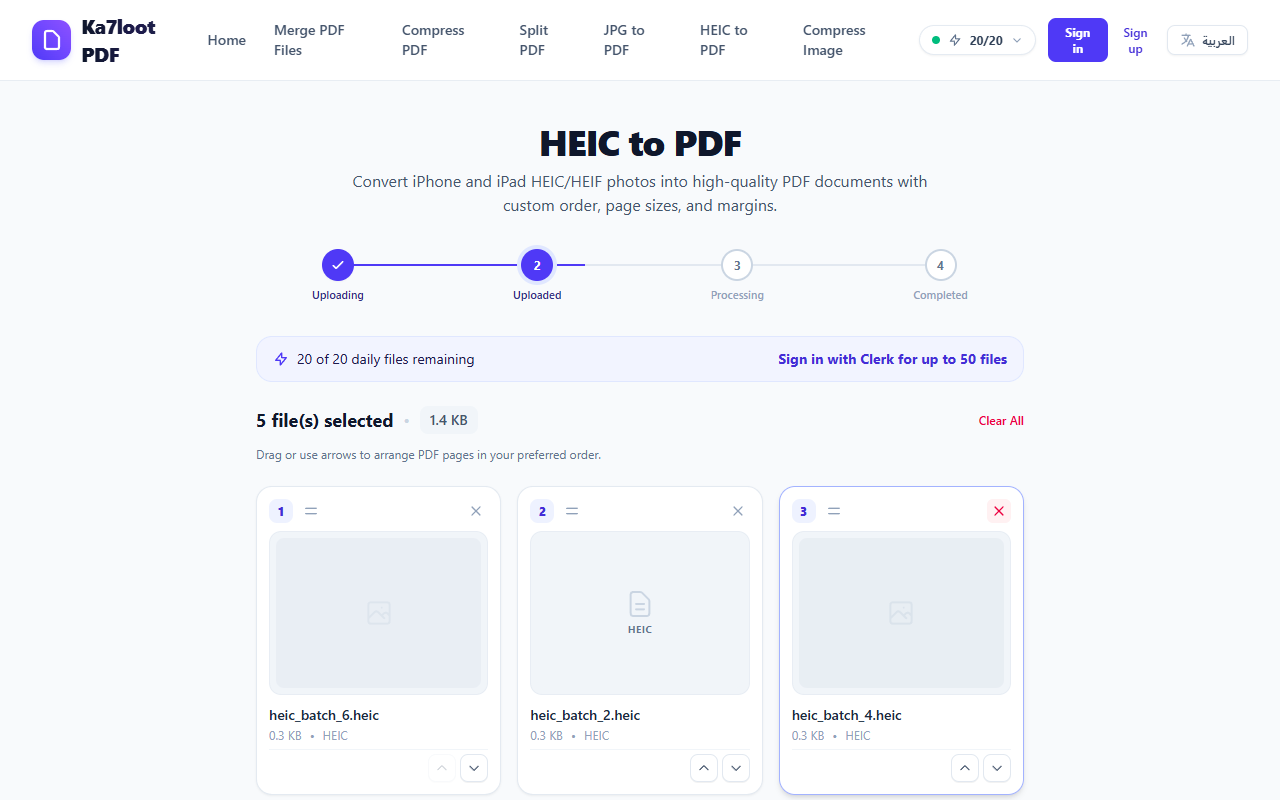 Ka7loot
PDF
Home
Merge PDF
Files
Compress
PDF
Split
PDF
JPG to
PDF
HEIC to
PDF
Compress
Image
20/20
Sign
in
Sign
up
العربية
HEIC to PDF
Convert iPhone and iPad HEIC/HEIF photos into high-quality PDF documents with
custom order, page sizes, and margins.
2
3
4
Uploading
Uploaded
Processing
Completed
20 of 20 daily files remaining
Sign in with Clerk for up to 50 files
5 file(s) selected • 1.4 KB
Clear All
Drag or use arrows to arrange PDF pages in your preferred order.
1
2
3
HEIC
heic_batch_6.heic
0.3 KB • HEIC
heic_batch_2.heic
0.3 KB • HEIC
heic_batch_4.heic
0.3 KB • HEIC